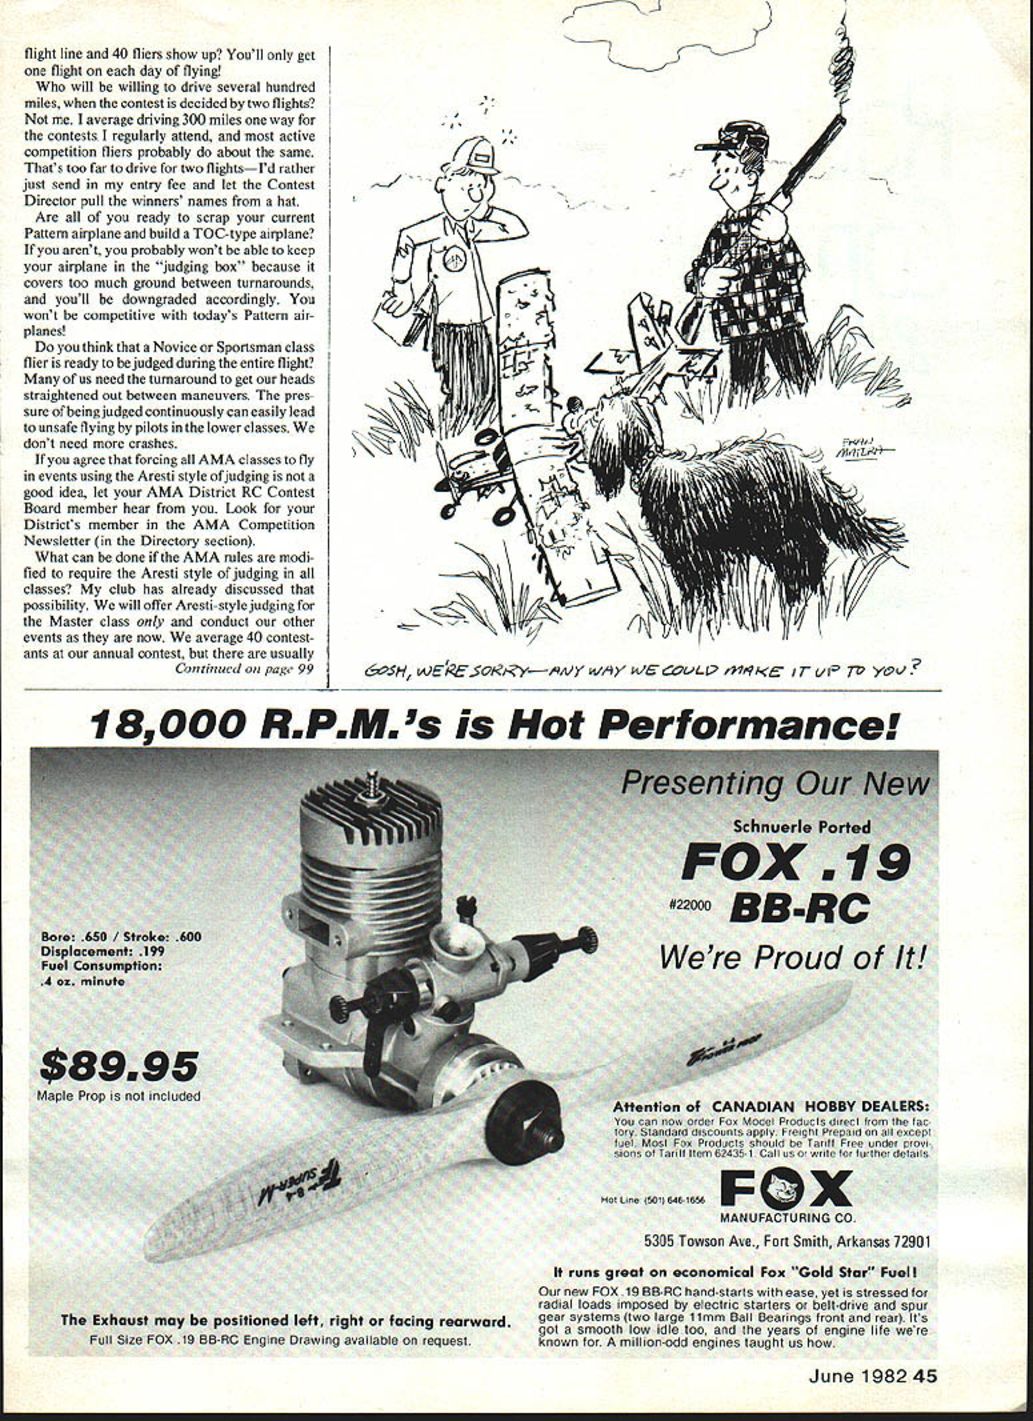 flight line and 40 fliers show up? You'll only get
one flight on each day of flying!
Who will be willing to drive several hundred
miles, when the contest is decided by two flights?
Not me. I average driving 300 miles one way for
the contests I regularly attend, and most active
competition fliers probably do about the same.
That's too far to drive for two flights—I'd rather
just send in my entry fee and let the Contest
Director pull the winners' names from a hat.
Are all of you ready to scrap your current
Pattern airplane and build a TOC-type airplane?
If you aren't, you probably won't be able to keep
your airplane in the "judging box" because it
covers too much ground between turnarounds,
and you'll be downgraded accordingly. You
won't be competitive with today's Pattern air-
planes!
Do you think that a Novice or Sportsman class
flier is ready to be judged during the entire flight?
Many of us need the turnaround to get our heads
straightened out between maneuvers. The pres-
sure of being judged continuously can easily lead
to unsafe flying by pilots in the lower classes. We
don't need more crashes.
If you agree that forcing all AMA classes to fly
in events using the Aresti style of judging is not a
good idea, let your AMA District RC Contest
Board member hear from you. Look for your
District's member in the AMA Competition
Newsletter (in the Directory section).
What can be done if the AMA rules are modi-
fied to require the Aresti style of judging in all
classes? My club has already discussed that
possibility. We will offer Aresti-style judging for
the Master class only and conduct our other
events as they are now. We average 40 contest-
ants at our annual contest, but there are usually
Continued on page 99
GOSH, WE'RE SORRY—ANY WAY WE COULD MAKE IT UP TO YOU?
18,000 R.P.M.'s is Hot Performance!
Presenting Our New
Schnuerle Ported
FOX .19
#22000 BB-RC
We're Proud of It!
Bore: .650 / Stroke: .600
Displacement: .199
Fuel Consumption:
.4 oz. minute
$89.95
Maple Prop is not included
POWER PROP
8-4
SUPER-M
Attention of CANADIAN HOBBY DEALERS:
You can now order Fox Model Products direct from the fac-
tory. Standard discounts apply. Freight Prepaid on all except
fuel. Most Fox Products should be Tariff Free under provi-
sions of Tariff Item 62435-1. Call us or write for further details.
Hot Line: (501) 646-1656
FOX
MANUFACTURING CO.
5305 Towson Ave., Fort Smith, Arkansas 72901
It runs great on economical Fox "Gold Star" Fuel!
Our new FOX .19 BB-RC hand-starts with ease, yet is stressed for
radial loads imposed by electric starters or belt-drive and spur
gear systems (two large 11mm Ball Bearings front and rear). It's
got a smooth low idle too, and the years of engine life we're
known for. A million-odd engines taught us how.
The Exhaust may be positioned left, right or facing rearward.
Full Size FOX .19 BB-RC Engine Drawing available on request.
June 1982 45